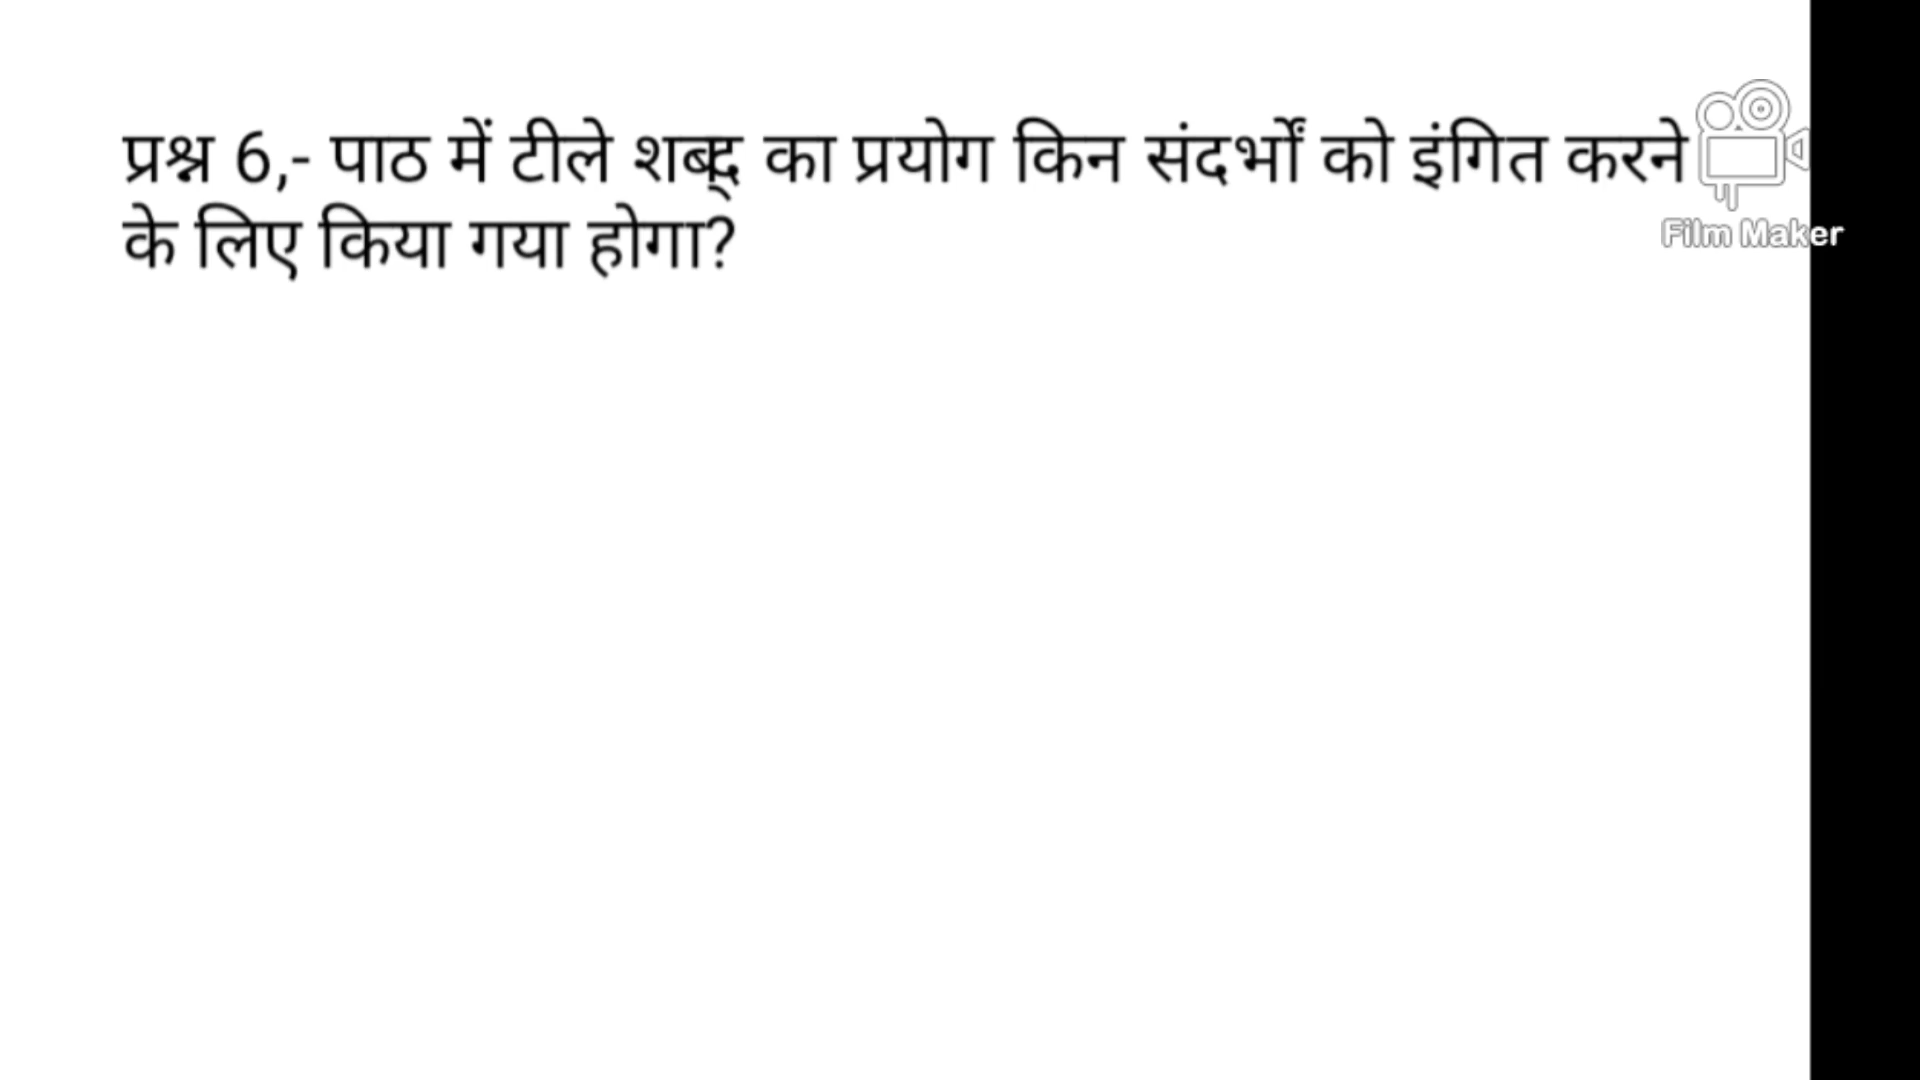 प्रश्न 6,- पाठ में टीले शब्द् का प्रयोग किन संदर्भों को इंगित करने
के लिए किया गया होगा?
Film Maker